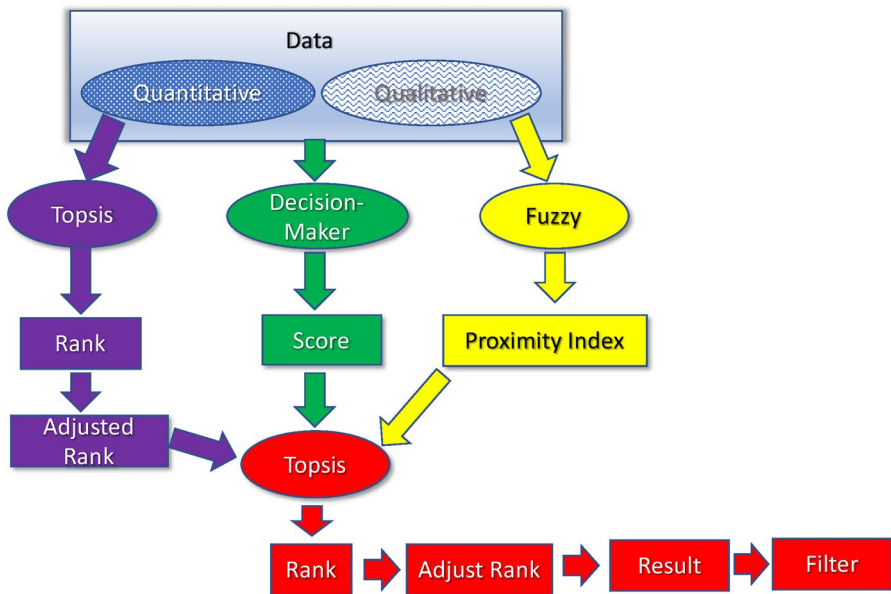 Data
Quantitative
Qualitative
Topsis
Decision-
Maker
Fuzzy
Rank
Score
Proximity Index
Adjusted
Rank
Topsis
Rank
Adjust Rank
Result
Filter